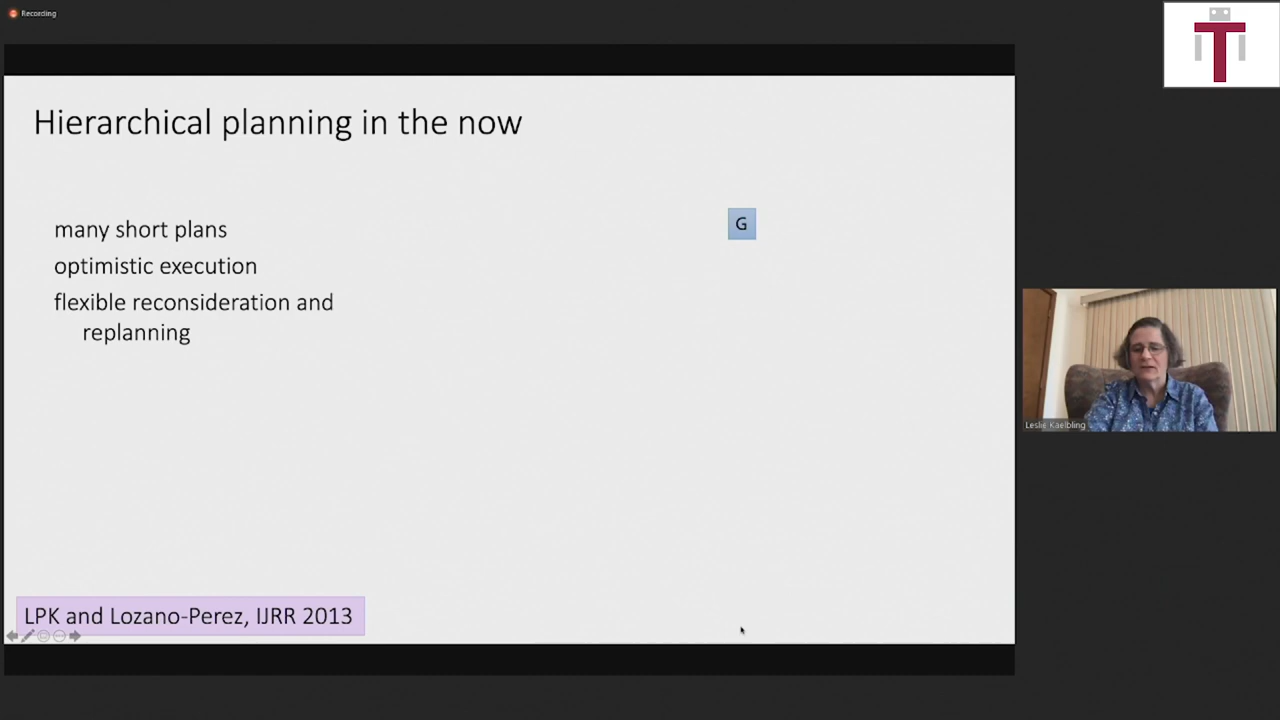 Recording
T
Hierarchical planning in the now
many short plans
optimistic execution
flexible reconsideration and
replanning
G
Leslie Kaelbling
LPK and Lozano-Perez, IJRR 2013